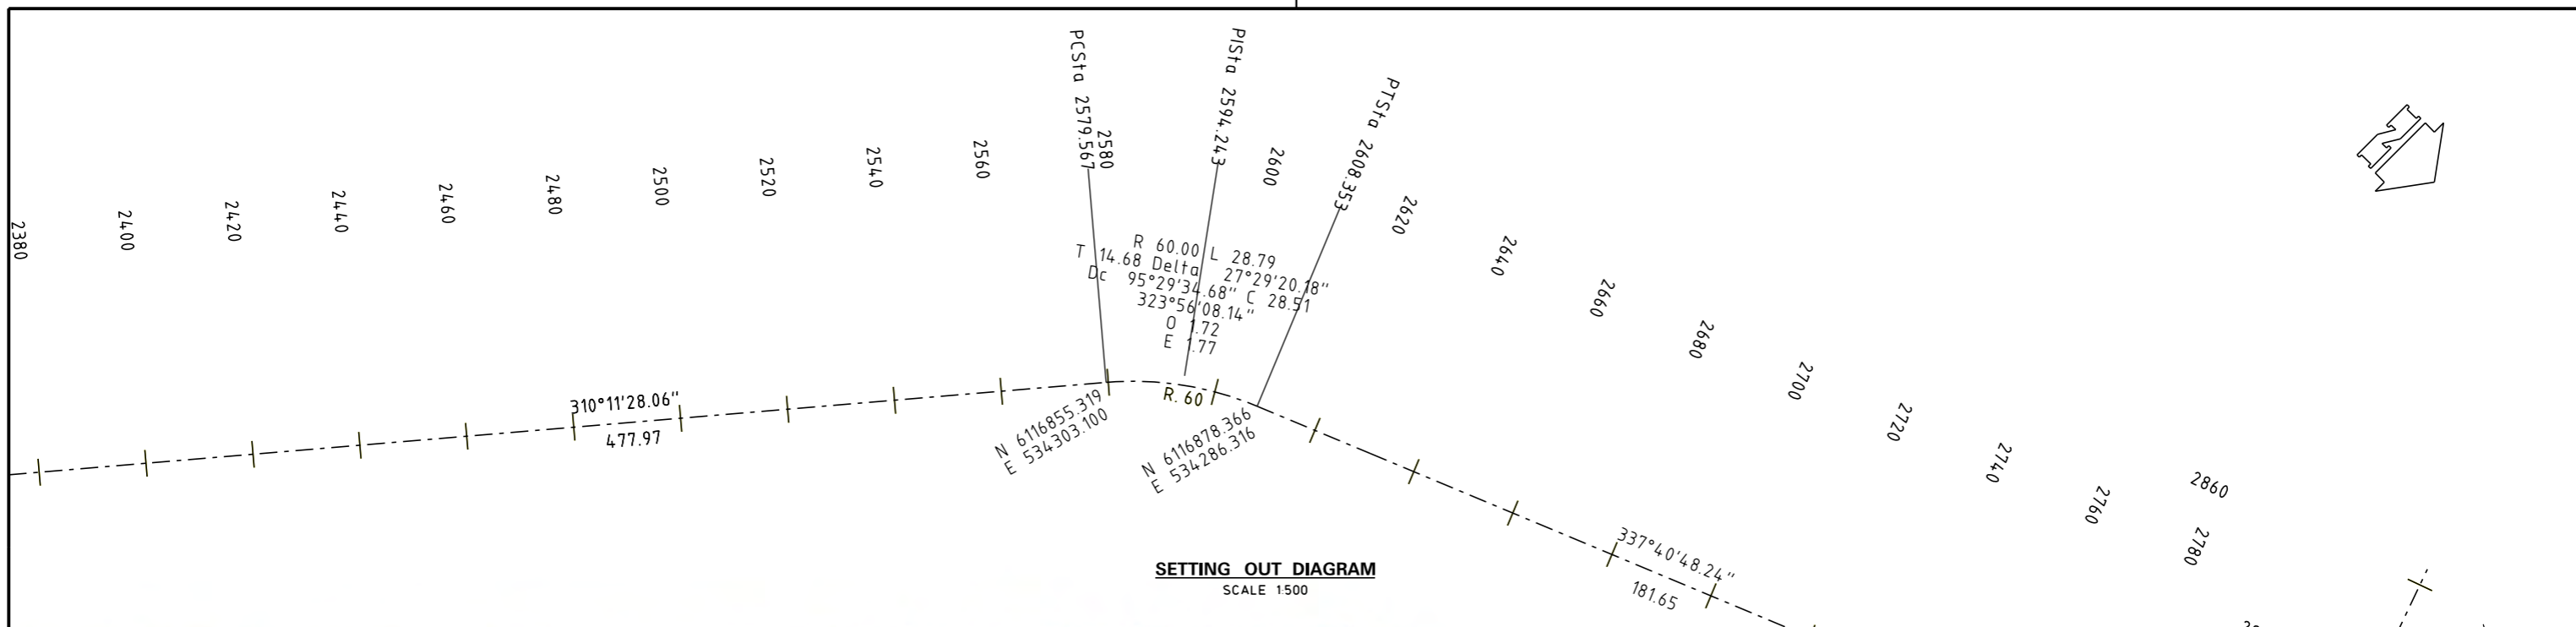 PCSta 2579.567
PISta 2594.243
PTSta 2608.353
2380
2400
2420
2440
2460
2480
2500
2520
2540
2560
2580
2600
2620
2640
2660
2680
2700
2720
2740
2760
2780
2860
N
R 60.00 L 28.79
T 14.68 Delta 27°29'20.18"
Dc 95°29'34.68" C 28.51
323°56'08.14"
O 1.72
E 1.77
310°11'28.06"
477.97
N 6116855.319
E 534303.100
R. 60
N 6116878.366
E 534286.316
337°40'48.24"
181.65
SETTING OUT DIAGRAM
SCALE 1:500